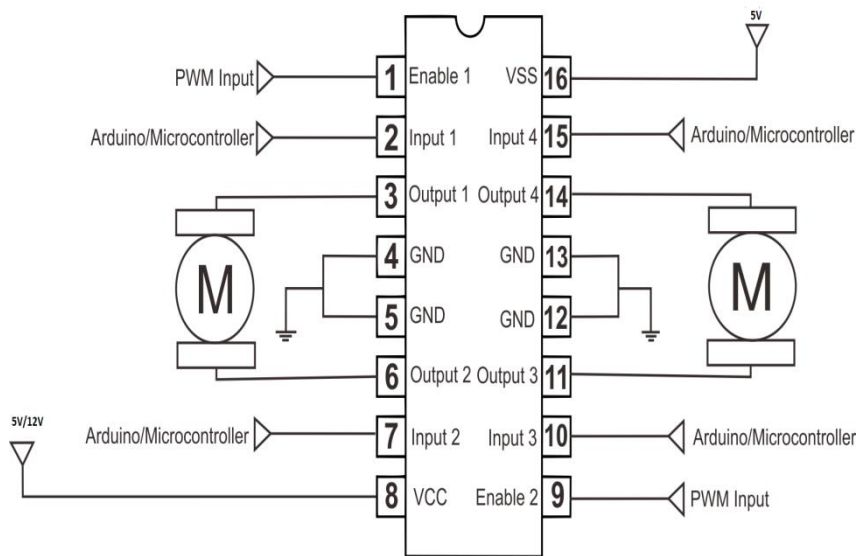 5V
PWM Input 1 Enable 1 VSS 16
Arduino/Microcontroller 2 Input 1 Input 4 15 Arduino/Microcontroller
3 Output 1 Output 4 14
M 4 GND GND 13 M
5 GND GND 12
6 Output 2 Output 3 11
5V/12V
Arduino/Microcontroller 7 Input 2 Input 3 10 Arduino/Microcontroller
8 VCC Enable 2 9 PWM Input